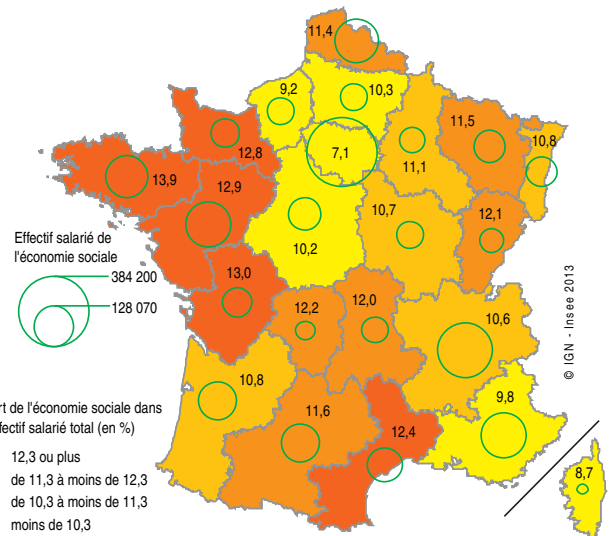 11,4
9,2
10,3
11,5
10,8
12,8
7,1
11,1
13,9
12,9
10,7
12,1
10,2
Effectif salarié de
l'économie sociale
384 200
128 070
13,0
12,2
12,0
10,6
© IGN - Insee 2013
10,8
11,6
12,4
9,8
8,7
rt de l'économie sociale dans
ffectif salarié total (en %)
12,3 ou plus
de 11,3 à moins de 12,3
de 10,3 à moins de 11,3
moins de 10,3